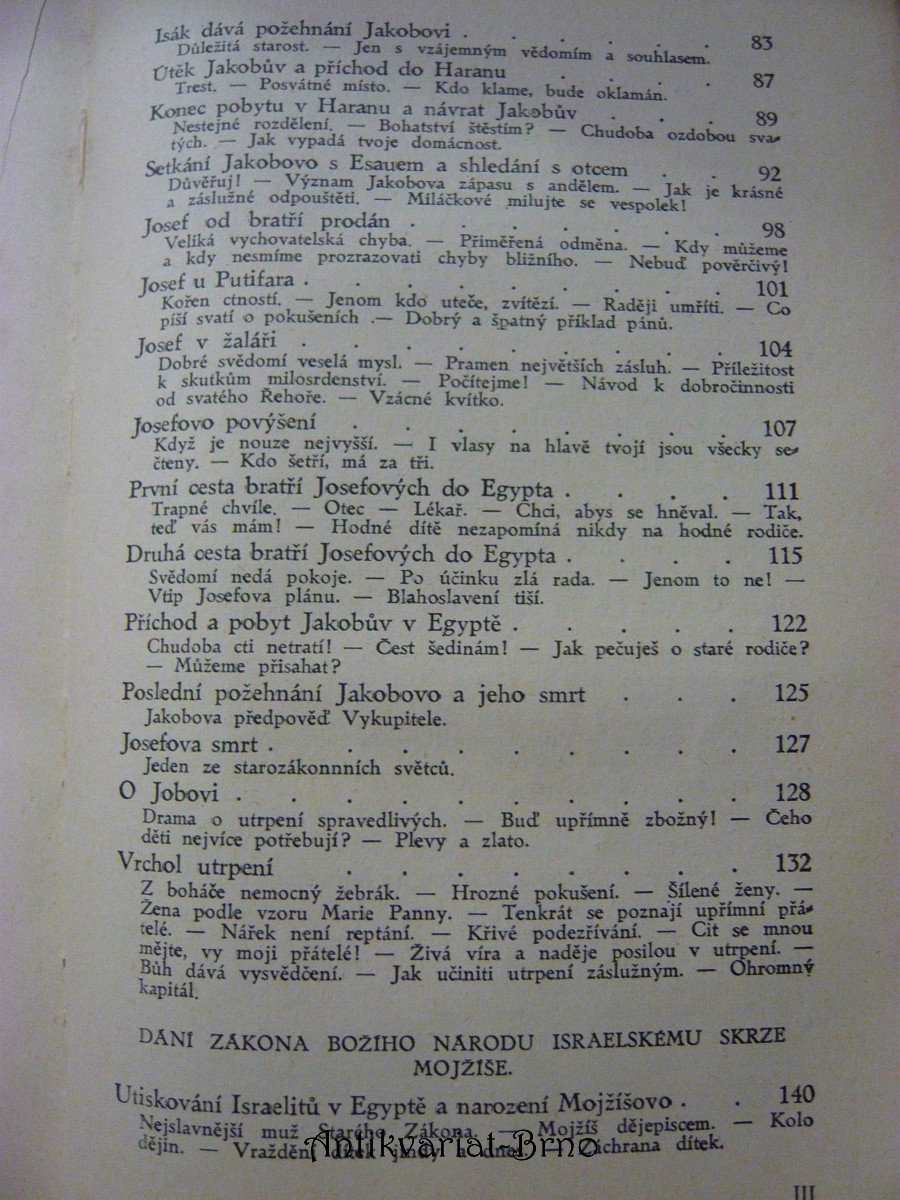 Isák dává požehnání Jakobovi . . . . . . 83
Důležitá starost. — Jen s vzájemným vědomím a souhlasem.
Útěk Jakobův a příchod do Haranu . . . . 87
Trest. — Posvátné místo. — Kdo klame, bude oklamán.
Konec pobytu v Haranu a návrat Jakobův . . . 89
Nestejné rozdělení. — Bohatství štěstím? — Chudoba ozdobou sva-
tých. — Jak vypadá tvoje domácnost.
Setkání Jakobovo s Esauem a shledání s otcem . . 92
Důvěřuj! — Význam Jakobova zápasu s andělem. — Jak je krásné
a záslužné odpouštěti. — Miláčkové milujte se vespolek!
Josef od bratří prodán . . . . . . . 98
Veliká vychovatelská chyba. — Přiměřená odměna. — Kdy můžeme
a kdy nesmíme prozrazovati chyby bližního. — Nebuď pověrčivý!
Josef u Putifara . . . . . . . . . 101
Kořen ctností. — Jenom kdo uteče, zvítězí. — Raději umříti. — Co
píší svatí o pokušeních .— Dobrý a špatný příklad pánů.
Josef v žaláři . . . . . . . . . 104
Dobré svědomí veselá mysl. — Pramen největších zásluh. — Příležitost
k skutkům milosrdenství. — Počítejme! — Návod k dobročinnosti
od svatého Řehoře. — Vzácné kvítko.
Josefovo povýšení . . . . . . . . 107
Když je nouze nejvyšší. — I vlasy na hlavě tvojí jsou všecky se-
čteny. — Kdo šetří, má za tři.
První cesta bratří Josefových do Egypta . . . . 111
Trapné chvíle. — Otec — Lékař. — Chci, abys se hněval. — Tak,
teď vás mám! — Hodné dítě nezapomíná nikdy na hodné rodiče.
Druhá cesta bratří Josefových do Egypta . . . . 115
Svědomí nedá pokoje. — Po účinku zlá rada. — Jenom to ne! —
Vtip Josefova plánu. — Blahoslavení tiší.
Příchod a pobyt Jakobův v Egyptě . . . . . 122
Chudoba cti netratí! — Čest šedinám! — Jak pečuješ o staré rodiče?
— Můžeme přisahat?
Poslední požehnání Jakobovo a jeho smrt . . . 125
Jakobova předpověď Vykupitele.
Josefova smrt . . . . . . . . . 127
Jeden ze starozákonnních světců.
O Jobovi . . . . . . . . . . 128
Drama o utrpení spravedlivých. — Buď upřímně zbožný! — Čeho
děti nejvíce potřebují? — Plevy a zlato.
Vrchol utrpení . . . . . . . . 132
Z boháče nemocný žebrák. — Hrozné pokušení. — Šílené ženy. —
Žena podle vzoru Marie Panny. — Tenkrát se poznají upřímní přá-
telé. — Nářek není reptání. — Křivé podezřívání. — Cit se mnou
mějte, vy moji přátelé! — Živá víra a naděje posilou v utrpení. —
Bůh dává vysvědčení. — Jak učiniti utrpení záslužným. — Ohromný
kapitál.
DÁNÍ ZÁKONA BOŽÍHO NÁRODU ISRAELSKÉMU SKRZE
MOJŽÍŠE.
Utiskování Israelitů v Egyptě a narození Mojžíšovo . . 140
Nejslavnější muž Starého Zákona. — Mojžíš dějepiscem. — Kolo
dějin. — Vraždění dítek jindy a dnes. — Záchrana dítek.
Antikvariat-Brno
III